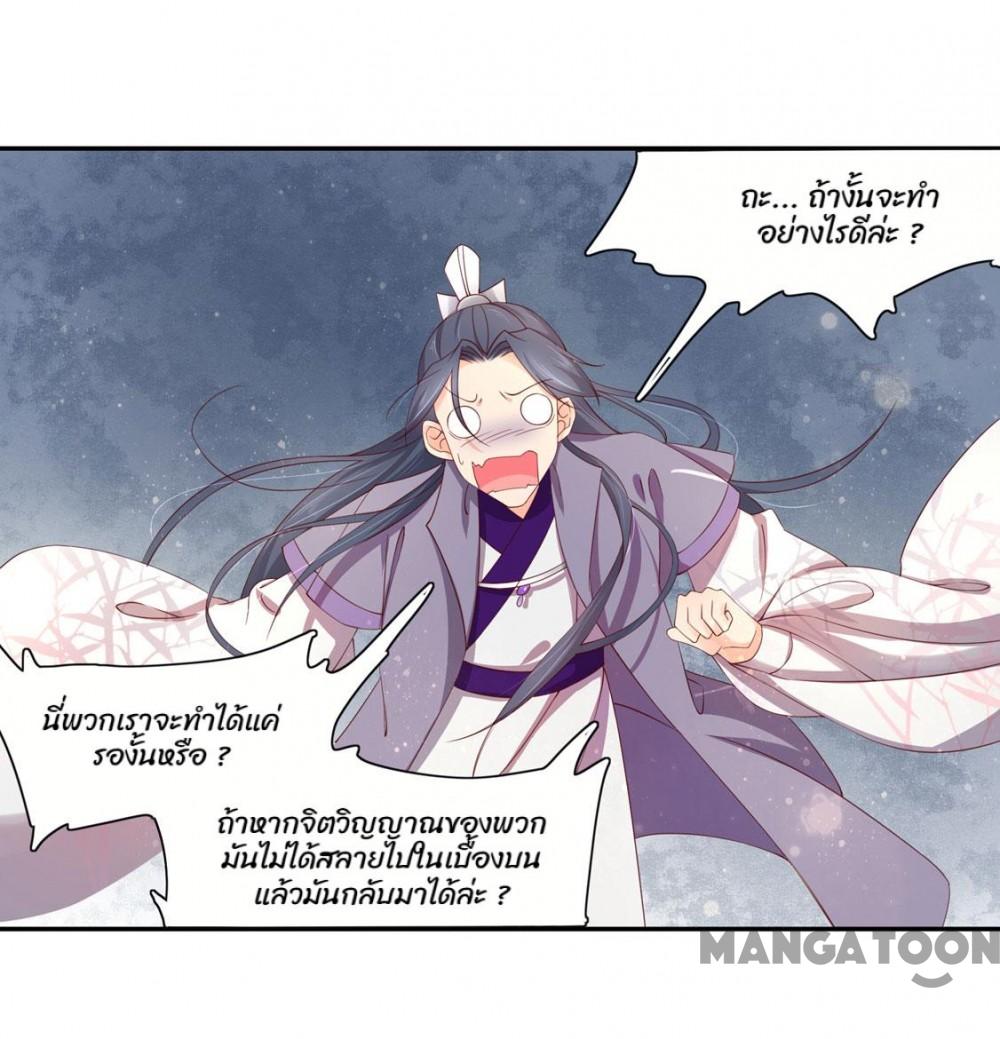 ถะ... ถ้างั้นจะทำ
อย่างไรดีล่ะ ?
นี่พวกเราจะทำได้แค่
รองั้นหรือ ?
ถ้าหากจิตวิญญาณของพวก
มันไม่ได้สลายไปในเบื้องบน
แล้วมันกลับมาได้ล่ะ ?
MANGATOON